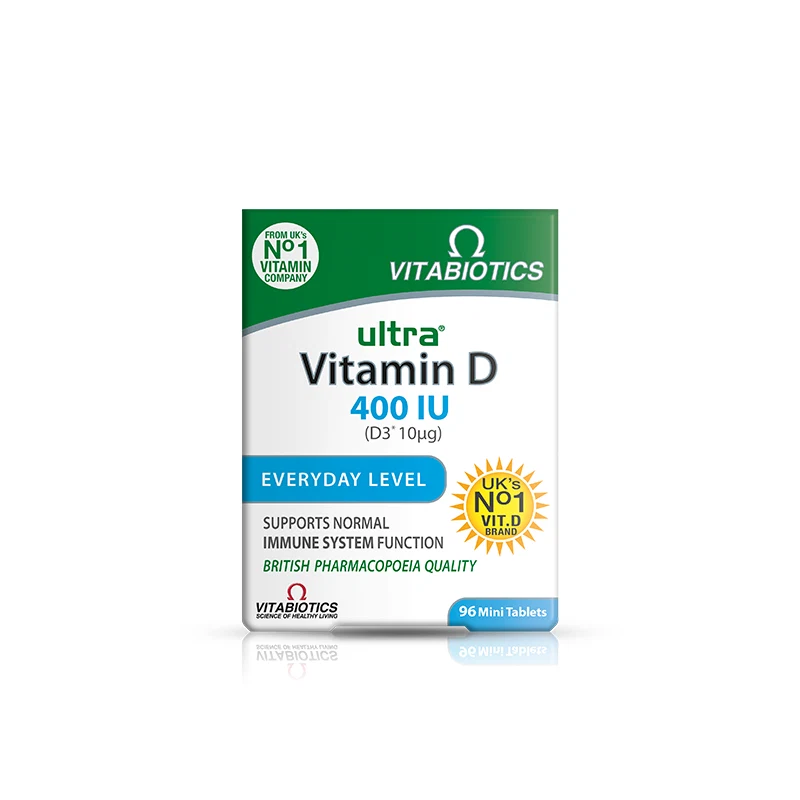 FROM UK's
Nº1
VITAMIN
COMPANY
Ω
VITABIOTICS
ultra®
Vitamin D
400 IU
(D3* 10µg)
EVERYDAY LEVEL
UK's
Nº1
VIT.D
BRAND
SUPPORTS NORMAL
IMMUNE SYSTEM FUNCTION
BRITISH PHARMACOPOEIA QUALITY
Ω
VITABIOTICS
SCIENCE OF HEALTHY LIVING
96 Mini Tablets